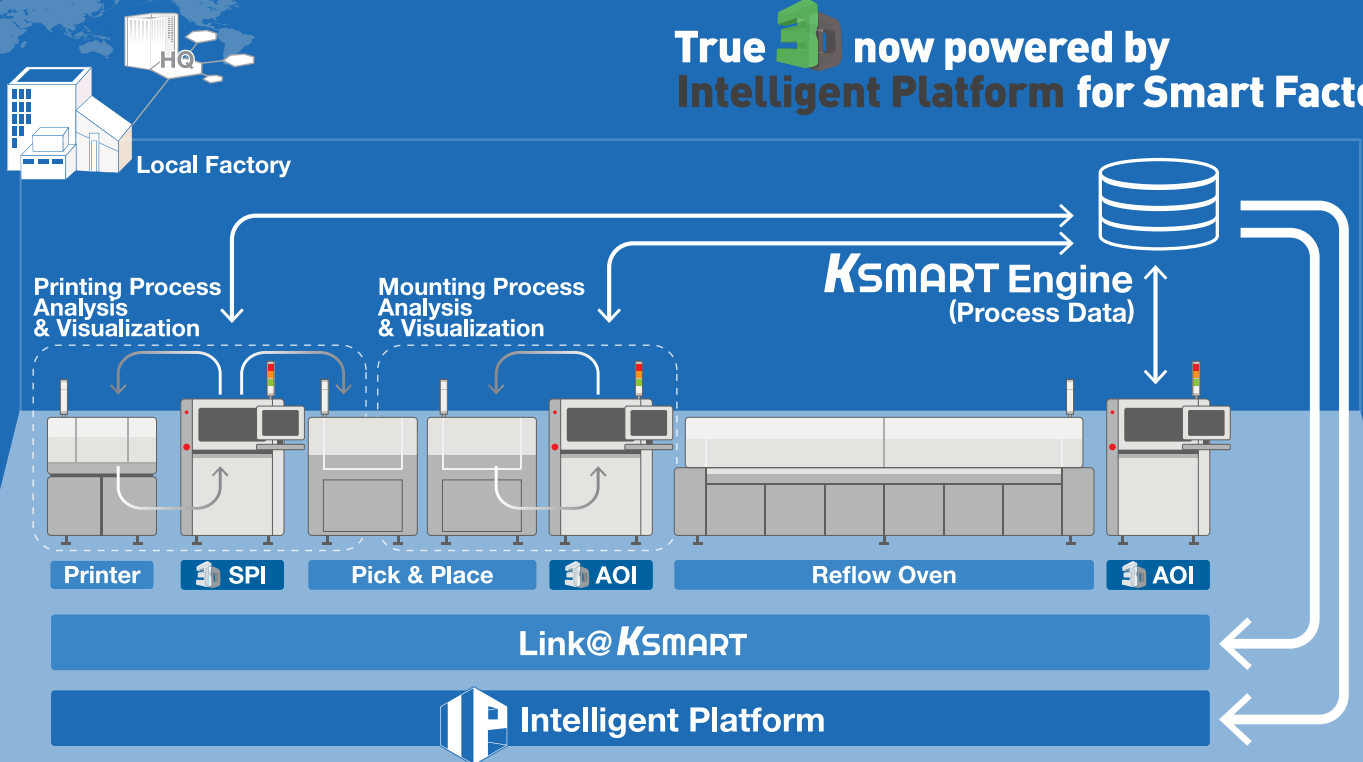 HQ
True 3D now powered by
Intelligent Platform for Smart Facto
Local Factory
KSMART Engine
(Process Data)
Printing Process
Analysis
& Visualization
Mounting Process
Analysis
& Visualization
Printer
3D SPI
Pick & Place
3D AOI
Reflow Oven
3D AOI
Link@KSMART
IP Intelligent Platform